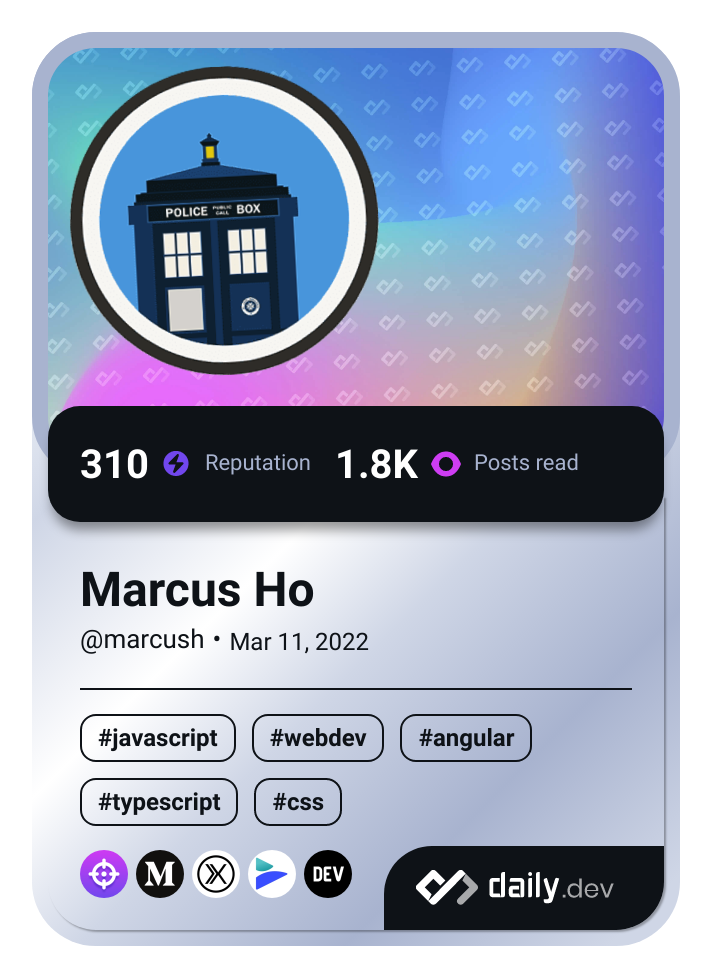 POLICE PUBLIC CALL BOX
310 Reputation 1.8K Posts read
Marcus Ho
@marcush • Mar 11, 2022
#javascript #webdev #angular
#typescript #css
M DEV daily.dev